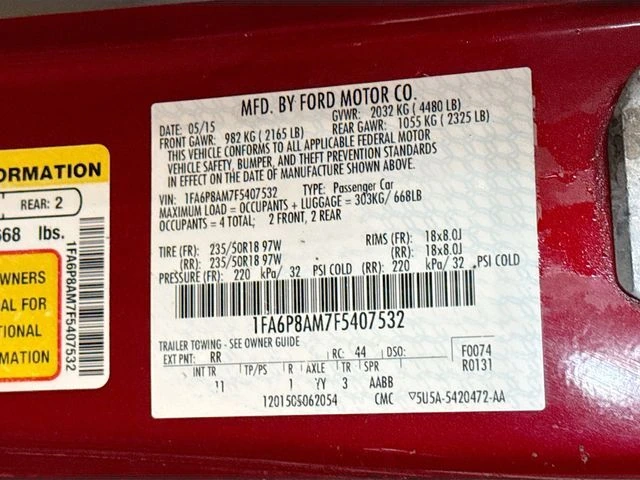 MFD. BY FORD MOTOR CO.
DATE: 05/15 GVWR: 2032 KG ( 4480 LB)
FRONT GAWR: 982 KG ( 2165 LB) REAR GAWR: 1055 KG ( 2325 LB)
THIS VEHICLE CONFORMS TO ALL APPLICABLE FEDERAL MOTOR
VEHICLE SAFETY, BUMPER, AND THEFT PREVENTION STANDARDS
IN EFFECT ON THE DATE OF MANUFACTURE SHOWN ABOVE.
VIN: 1FA6P8AM7F5407532 TYPE: Passenger Car
MAXIMUM LOAD = OCCUPANTS + LUGGAGE = 303KG/ 668LB
OCCUPANTS = 4 TOTAL; 2 FRONT, 2 REAR
TIRE (FR): 235/50R18 97W RIMS (FR): 18x8.0J
(RR): 235/50R18 97W (RR): 18x8.0J
PRESSURE (FR): 220 kPa/ 32 PSI COLD (RR): 220 kPa/ 32 PSI COLD
1FA6P8AM7F5407532
TRAILER TOWING - SEE OWNER GUIDE
EXT PNT: RR RC: 44 DSO: F0074
INT TR TP/PS R AXLE TR SPR R0131
11 1 YY 3 AABB
1201505062054 CMC ▽5U5A-5420472-AA
ORMATION
REAR: 2
668 lbs.
1FA6P8AM7F5407532
OWNERS
AL FOR
TIONAL
MATION